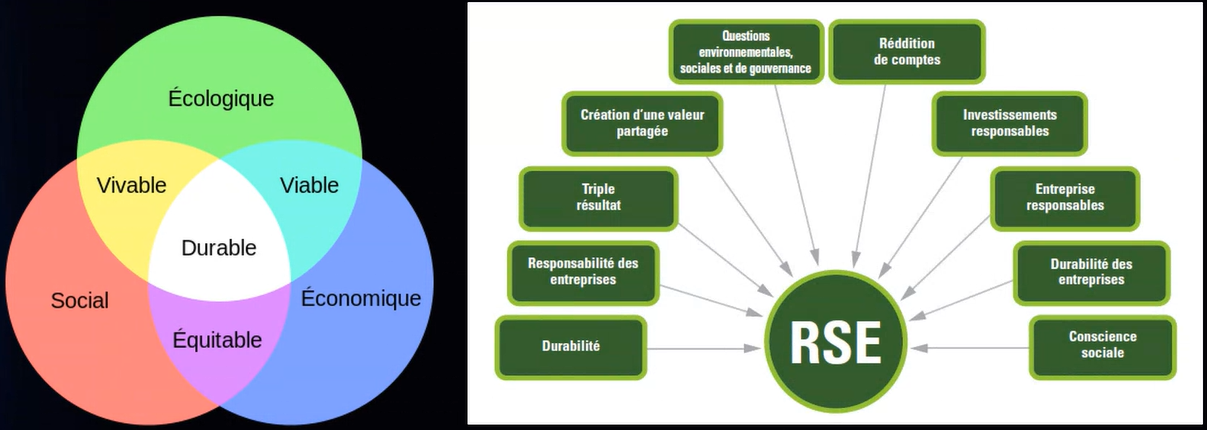 Écologique
Vivable
Viable
Durable
Social
Économique
Équitable
Questions
environnementales,
sociales et de gouvernance
Réddition
de comptes
Création d'une valeur
partagée
Investissements
responsables
Triple
résultat
Entreprise
responsables
Responsabilité des
entreprises
Durabilité des
entreprises
Durabilité
Conscience
sociale
RSE